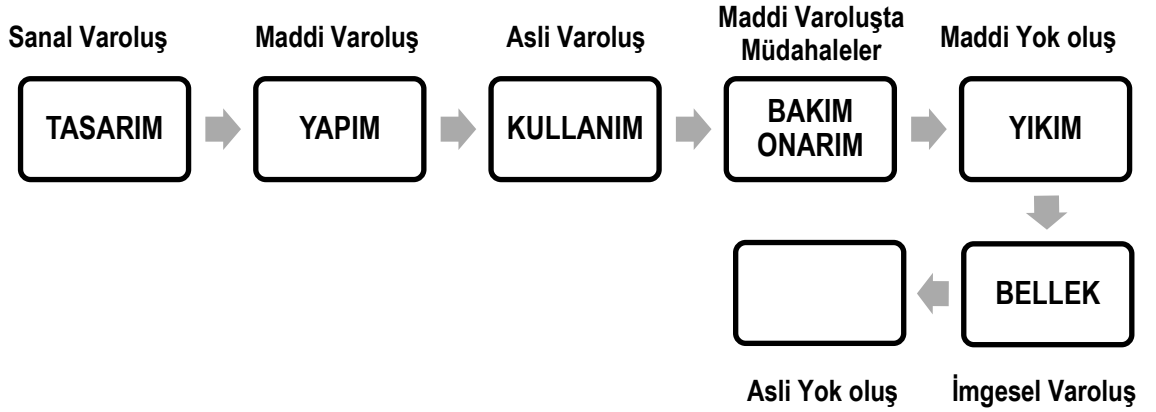 Sanal Varoluş
Maddi Varoluş
Asli Varoluş
Maddi Varoluşta
Müdahaleler
Maddi Yok oluş
TASARIM
YAPIM
KULLANIM
BAKIM
ONARIM
YIKIM
BELLEK
Asli Yok oluş
İmgesel Varoluş